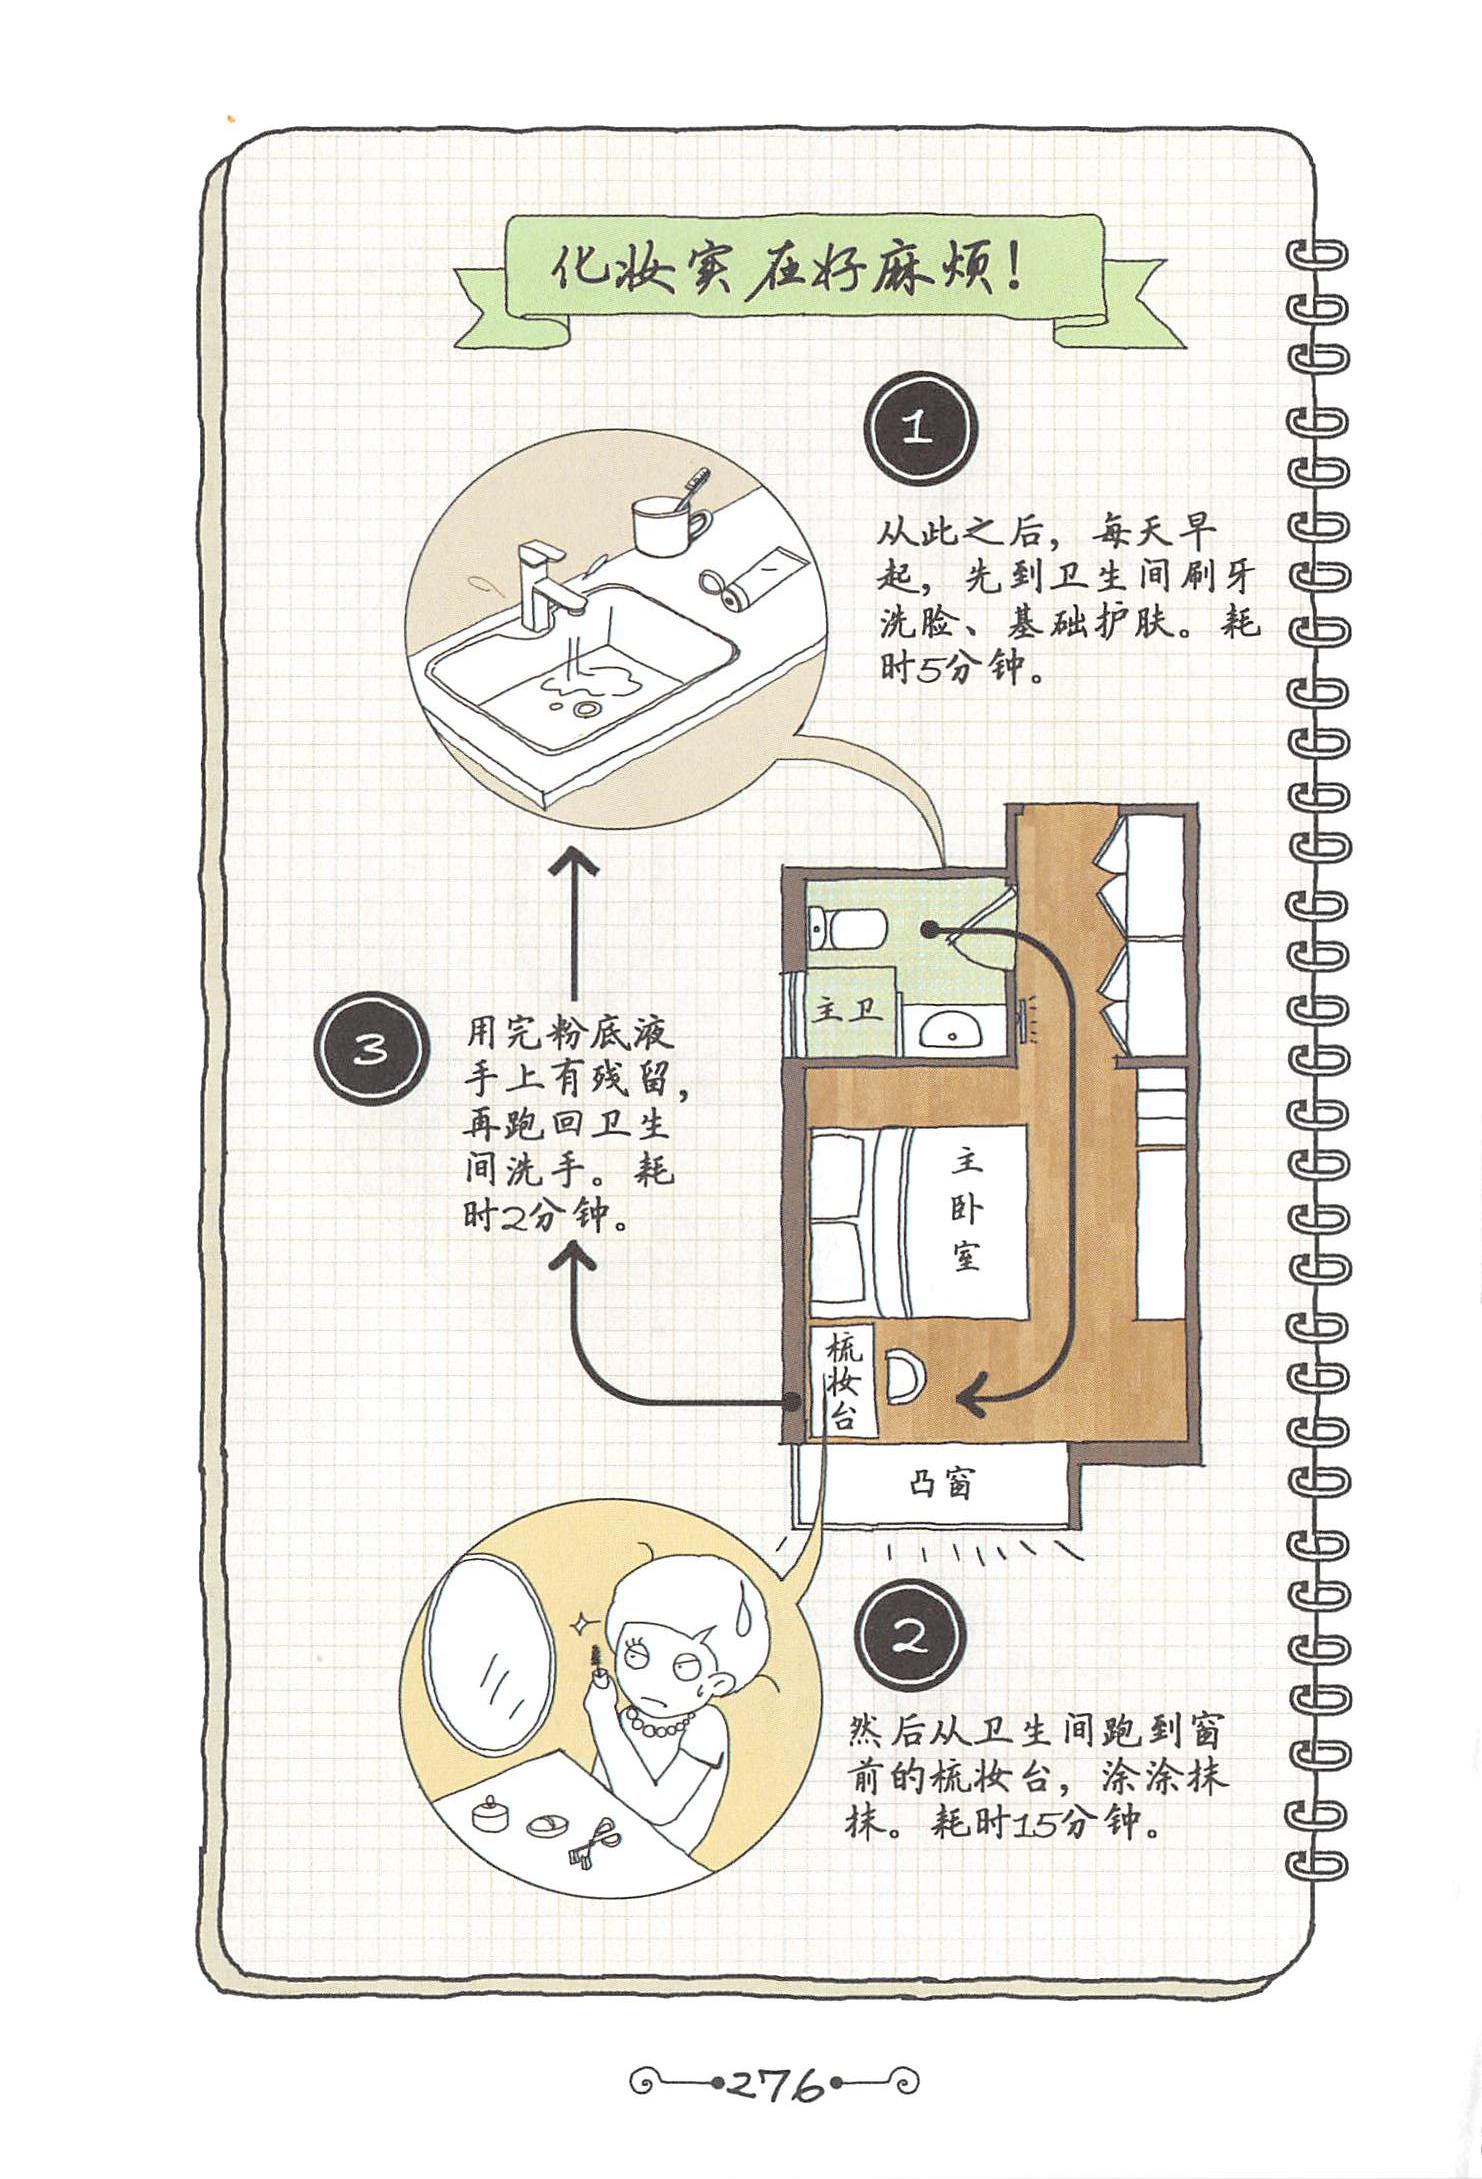 化妆实在好麻烦!
1
从此之后，每天早
起，先到卫生间刷牙
洗脸、基础护肤。耗
时5分钟。
主卫
3
用完粉底液
手上有残留，
再跑回卫生
间洗手。耗
时2分钟。
主
卧
室
梳
妆
台
凸窗
2
然后从卫生间跑到窗
前的梳妆台，涂涂抹
抹。耗时15分钟。
276